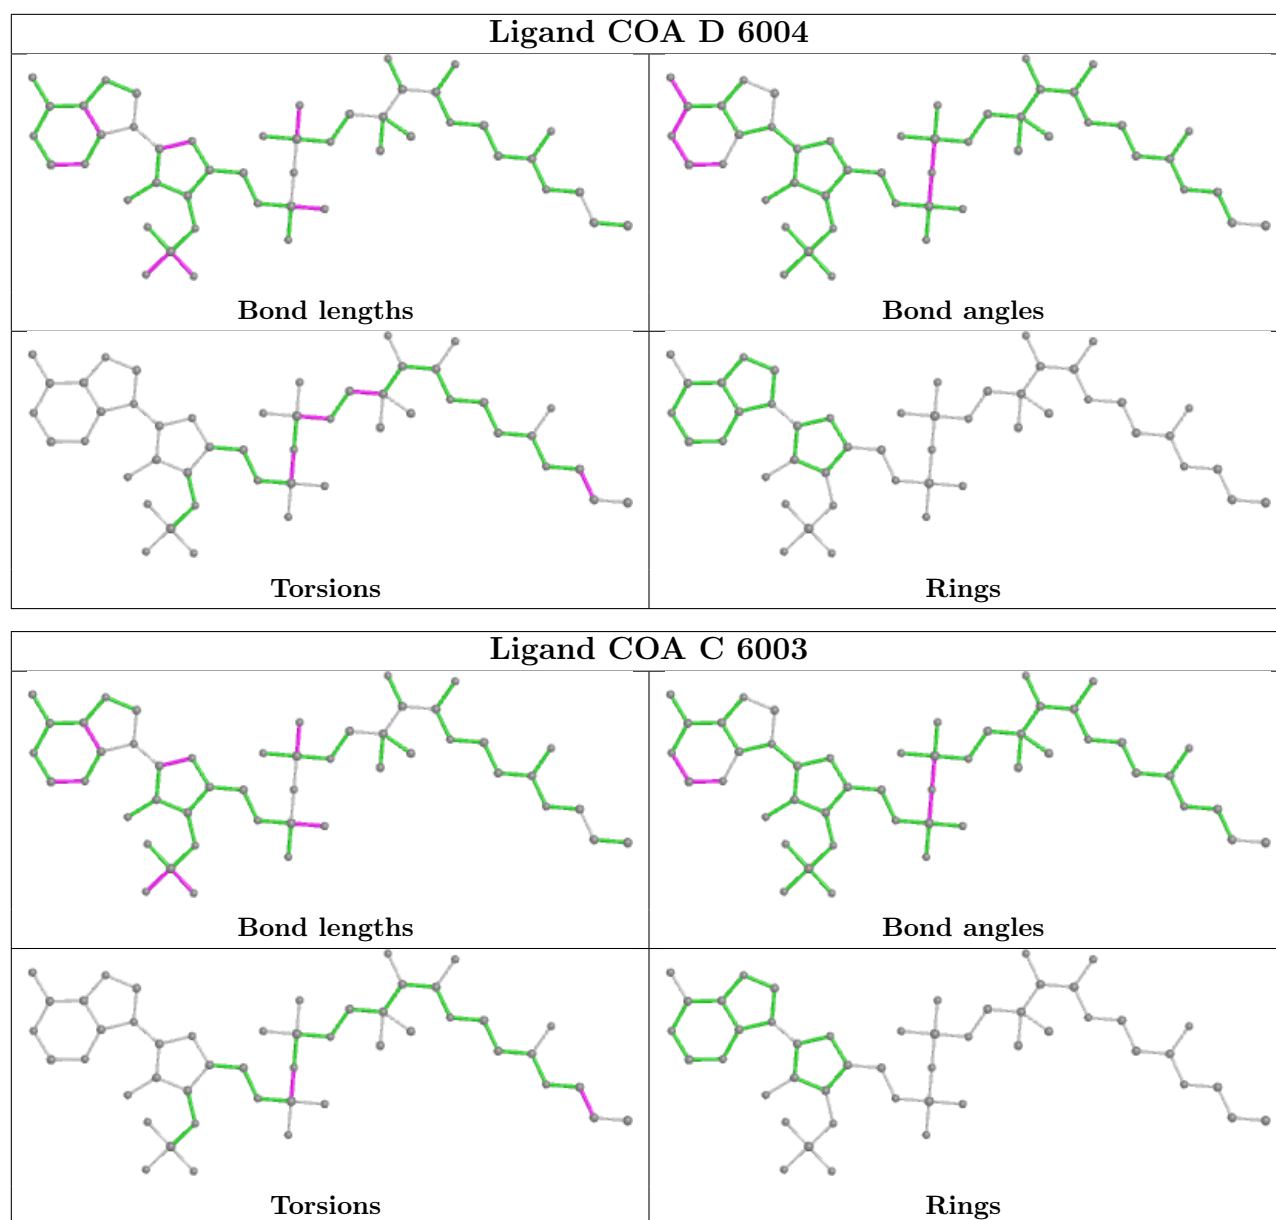 Ligand COA D 6004
Bond lengths
Bond angles
Torsions
Rings
Ligand COA C 6003
Bond lengths
Bond angles
Torsions
Rings